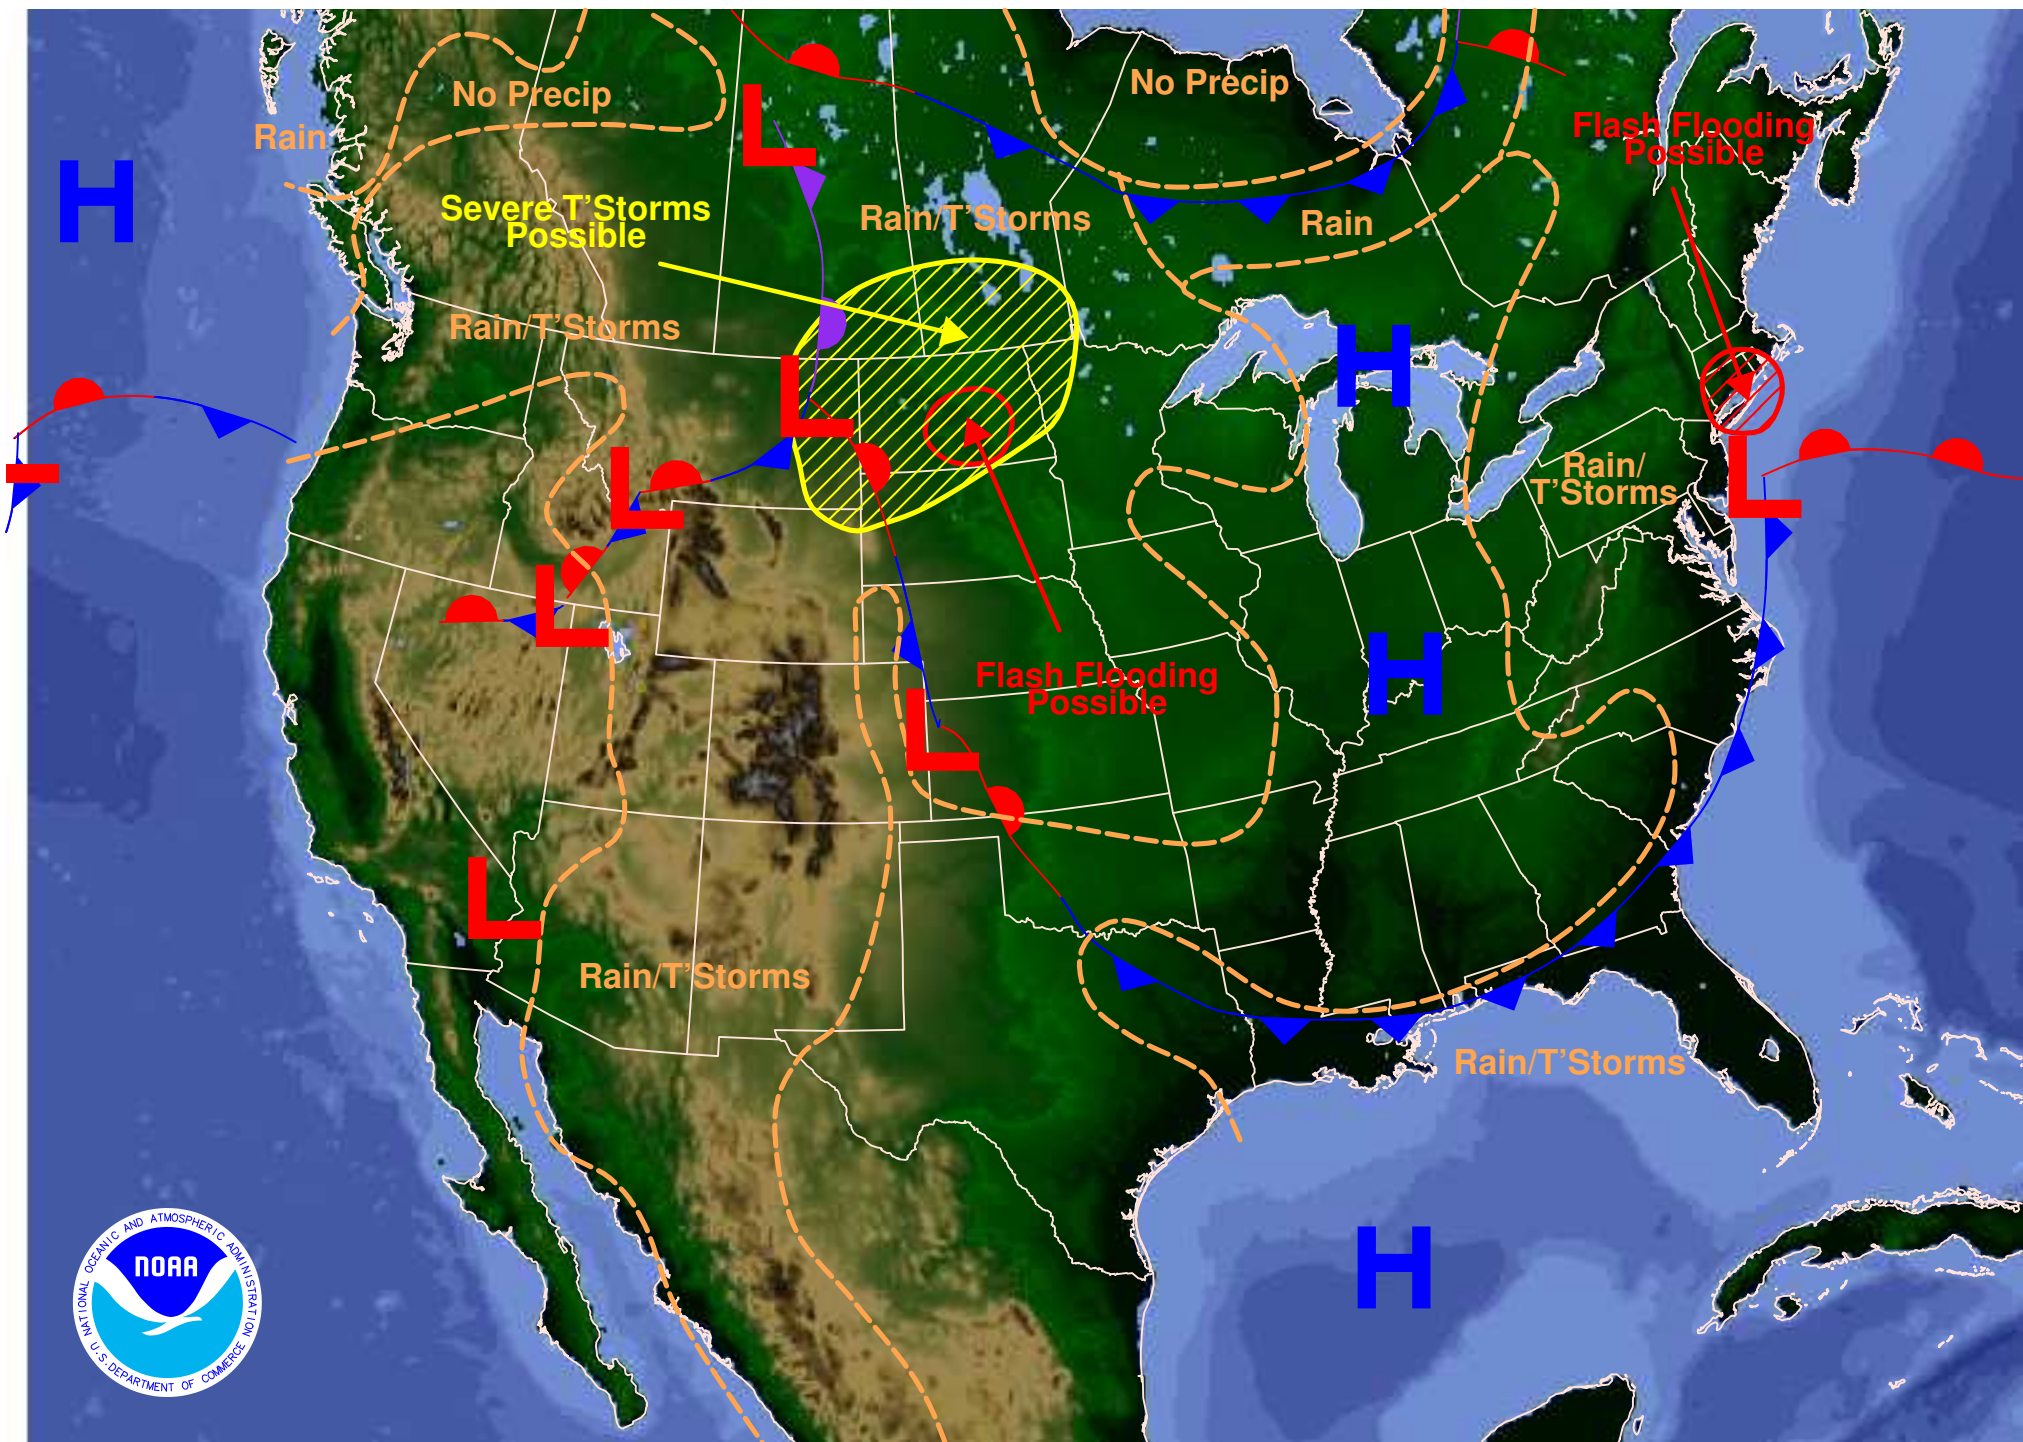 No Precip
No Precip
Rain
Flash Flooding
Possible
H
L
Severe T'Storms
Possible
Rain/T'Storms
Rain
Rain/T'Storms
H
L
L
Rain/
T'Storms
L
L
H
Flash Flooding
Possible
L
L
Rain/T'Storms
Rain/T'Storms
H
NATIONAL OCEANIC AND ATMOSPHERIC ADMINISTRATION
NOAA
U.S. DEPARTMENT OF COMMERCE